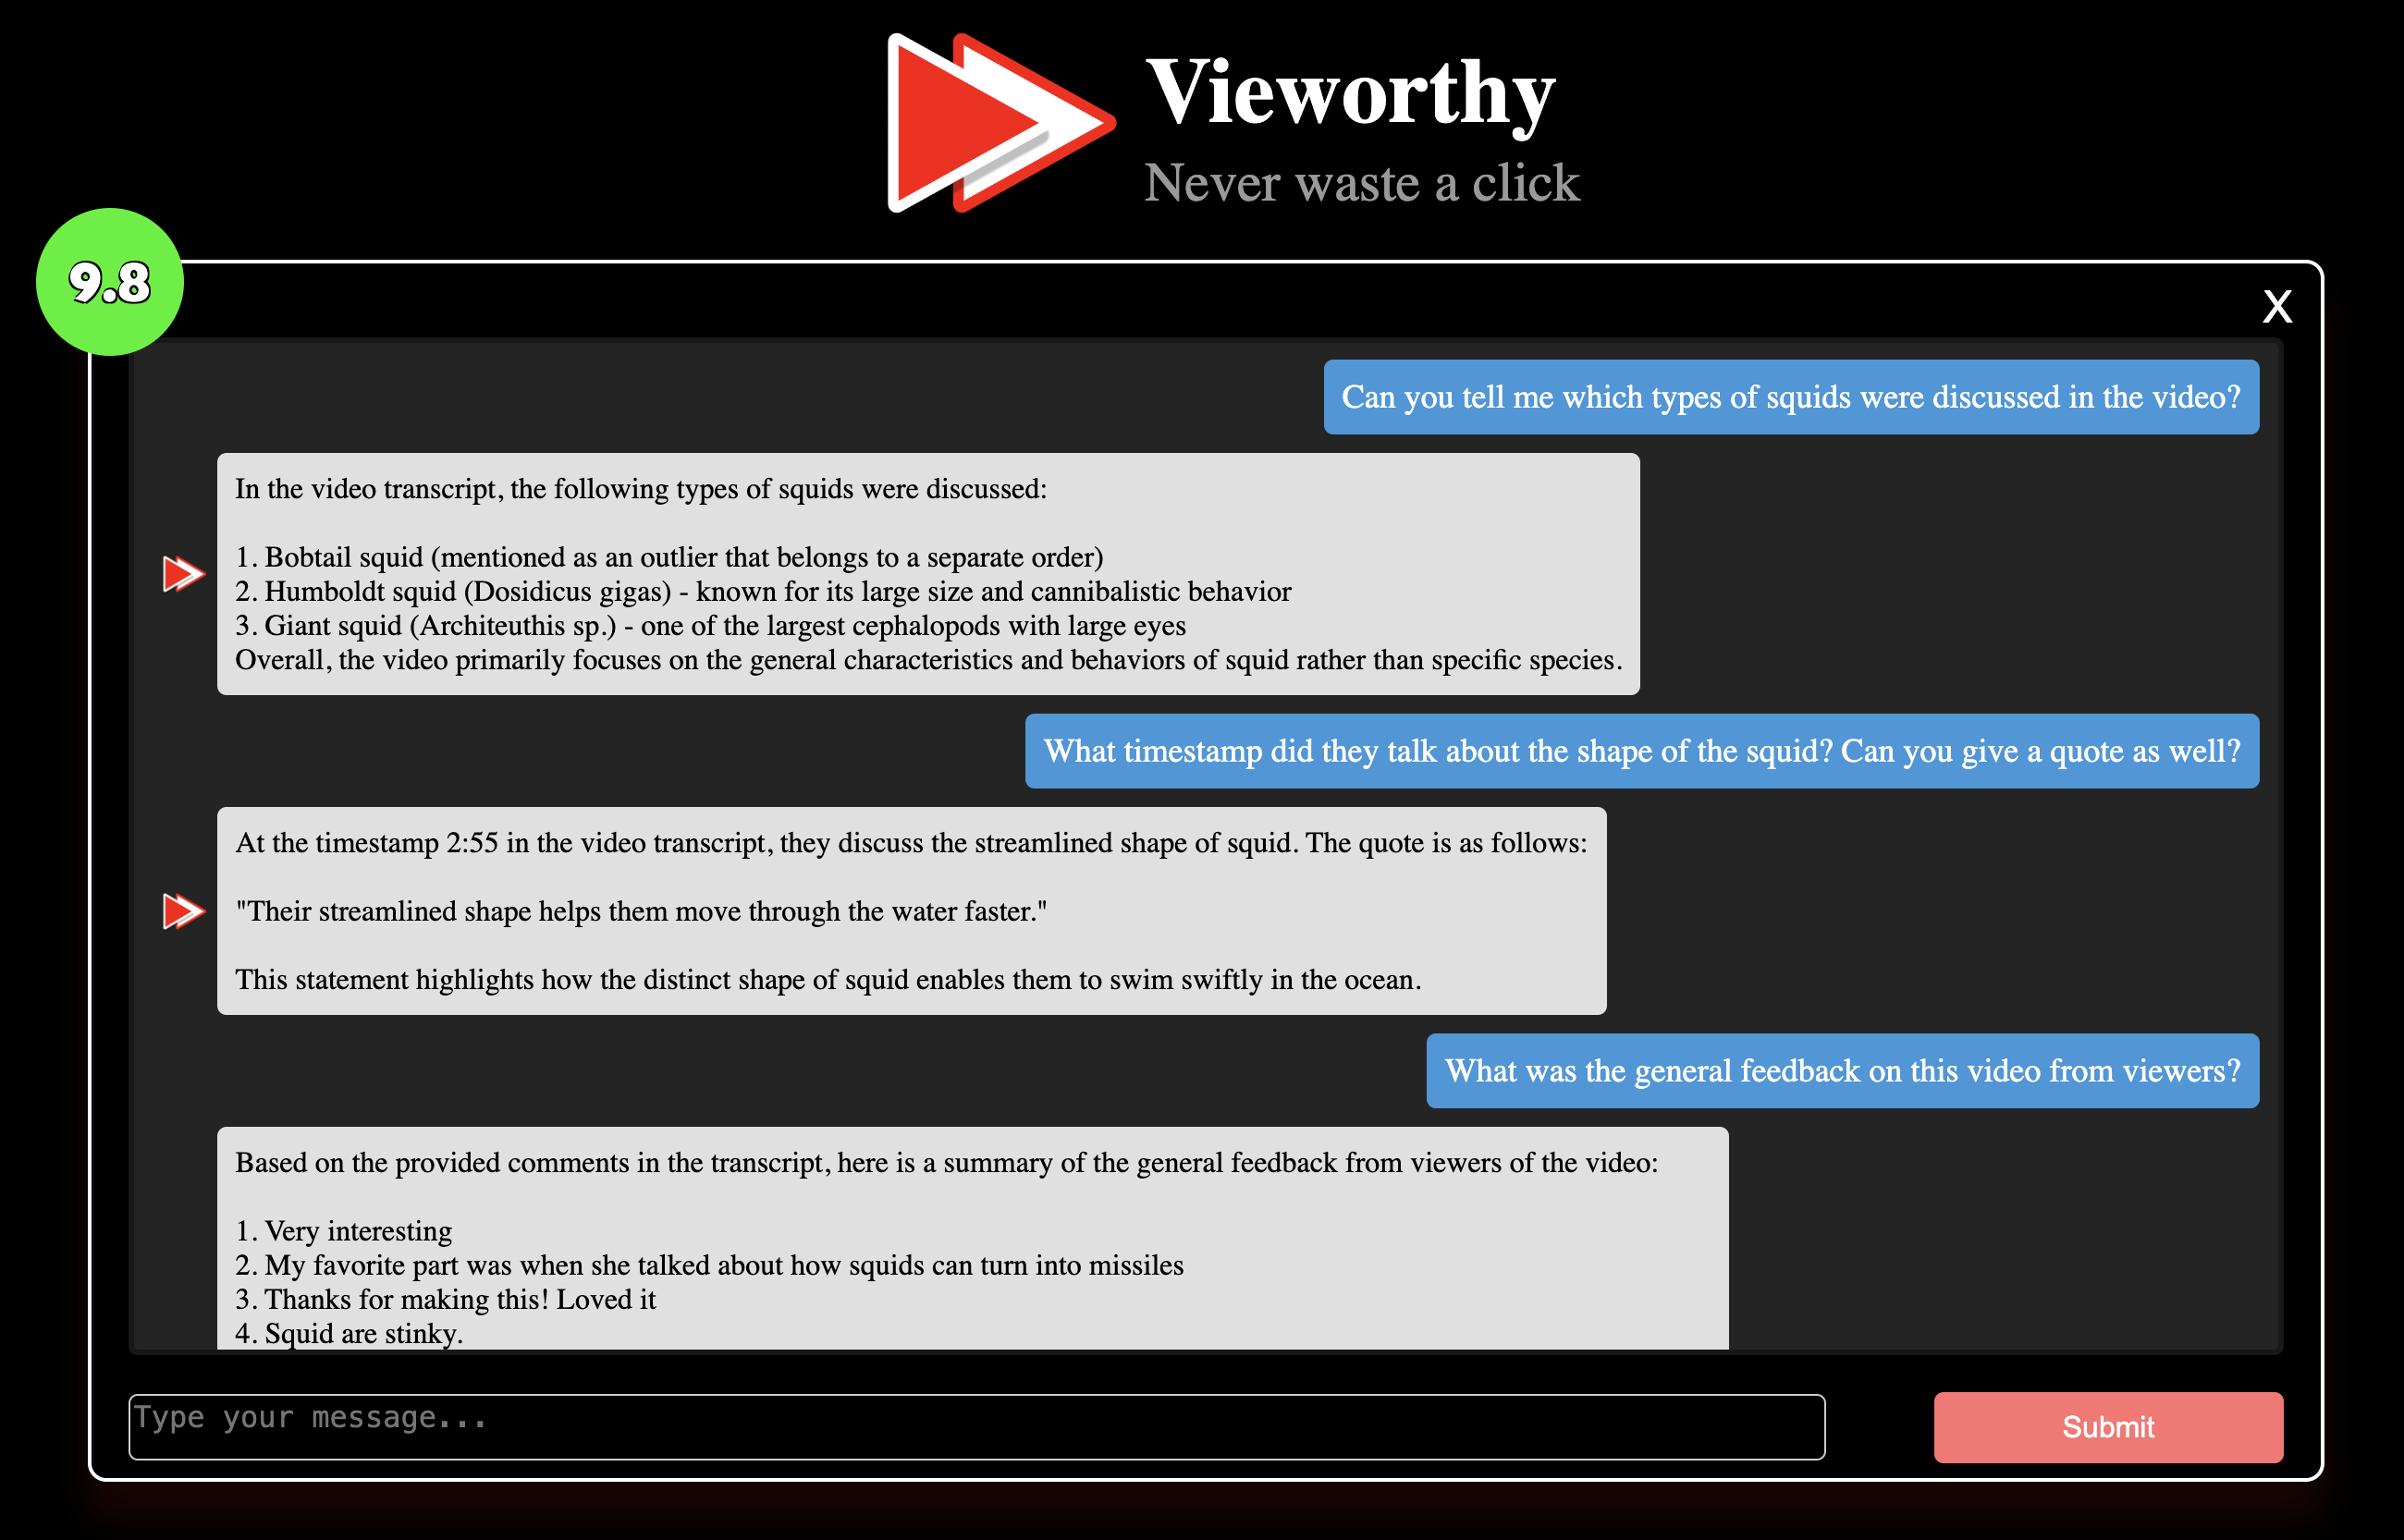 Vieworthy
Never waste a click
9.8
X
Can you tell me which types of squids were discussed in the video?
In the video transcript, the following types of squids were discussed:
1. Bobtail squid (mentioned as an outlier that belongs to a separate order)
2. Humboldt squid (Dosidicus gigas) - known for its large size and cannibalistic behavior
3. Giant squid (Architeuthis sp.) - one of the largest cephalopods with large eyes
Overall, the video primarily focuses on the general characteristics and behaviors of squid rather than specific species.
What timestamp did they talk about the shape of the squid? Can you give a quote as well?
At the timestamp 2:55 in the video transcript, they discuss the streamlined shape of squid. The quote is as follows:
"Their streamlined shape helps them move through the water faster."
This statement highlights how the distinct shape of squid enables them to swim swiftly in the ocean.
What was the general feedback on this video from viewers?
Based on the provided comments in the transcript, here is a summary of the general feedback from viewers of the video:
1. Very interesting
2. My favorite part was when she talked about how squids can turn into missiles
3. Thanks for making this! Loved it
4. Squid are stinky.
Type your message...
Submit